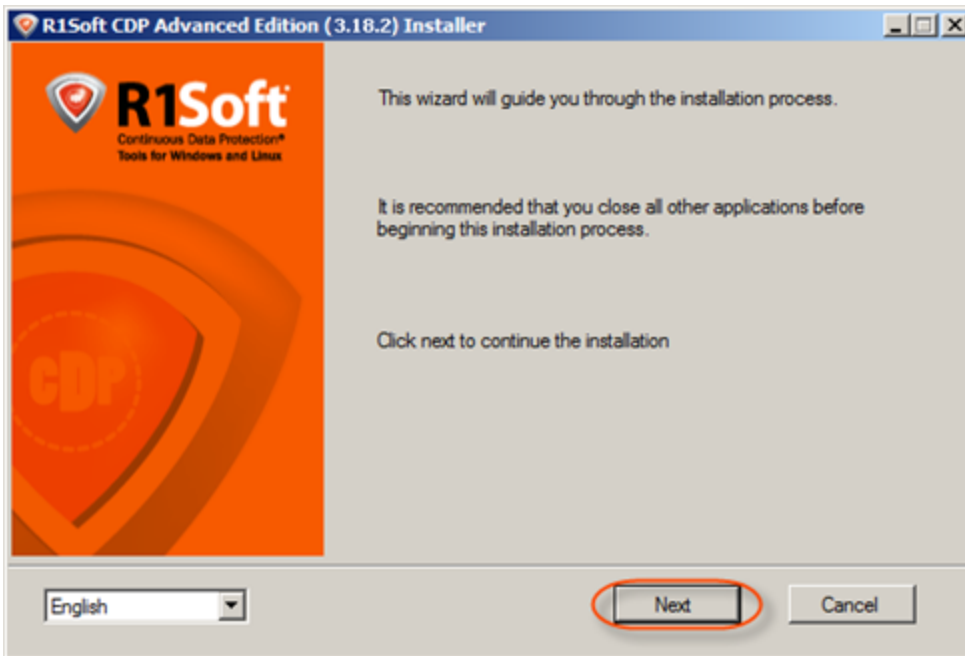 R1Soft CDP Advanced Edition (3.18.2) Installer
R1Soft
Continuous Data Protection®
Tools for Windows and Linux
This wizard will guide you through the installation process.
It is recommended that you close all other applications before
beginning this installation process.
Click next to continue the installation
CDP
English
Next
Cancel